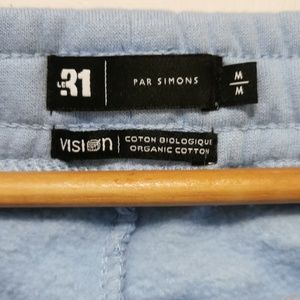 LE 31
PAR SIMONS
M
M
VISION
COTON BIOLOGIQUE
ORGANIC COTTON